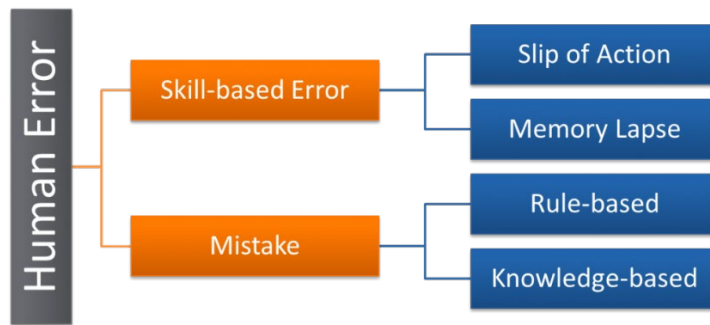 Human Error
Skill-based Error
Slip of Action
Memory Lapse
Mistake
Rule-based
Knowledge-based